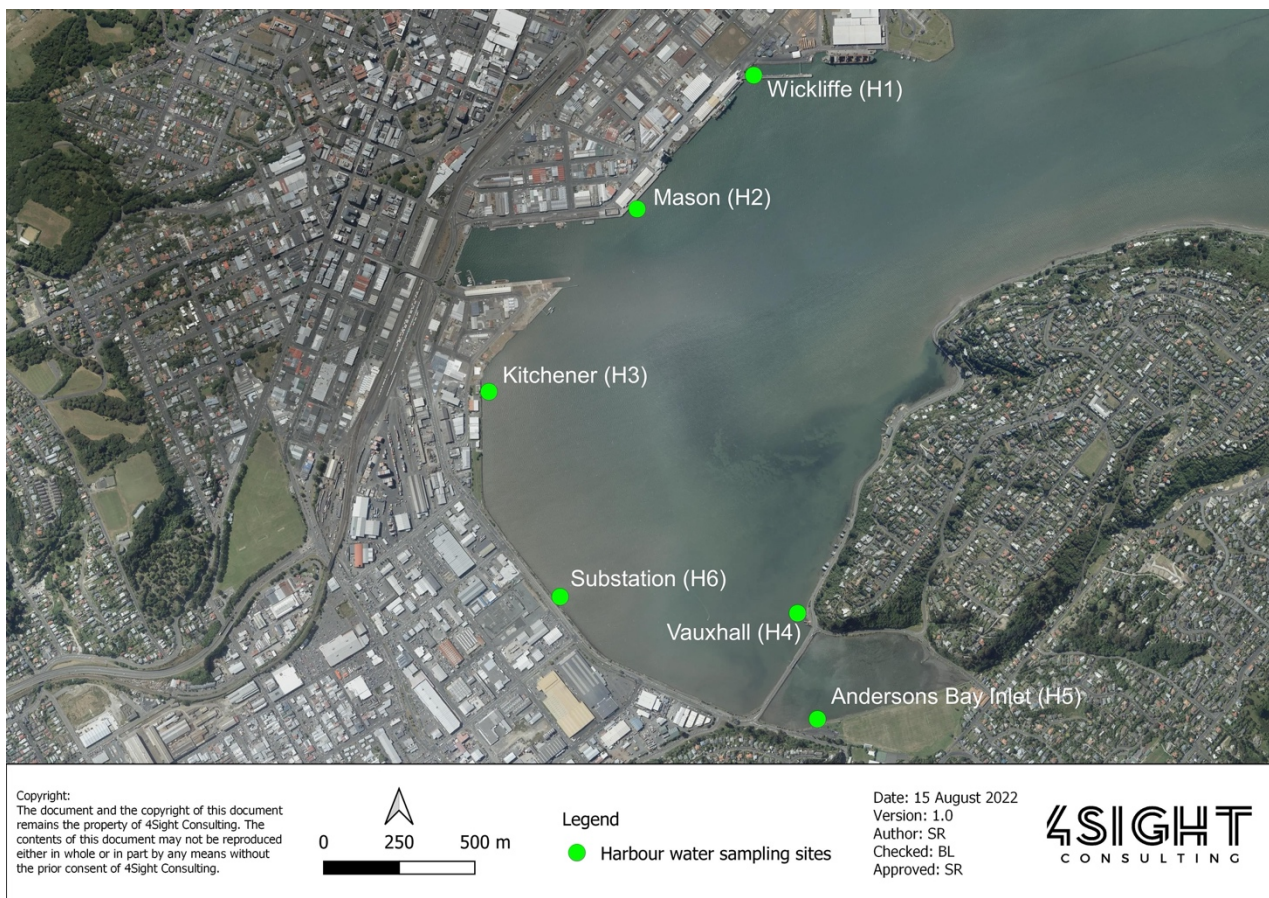 Wickliffe (H1)
Mason (H2)
Kitchener (H3)
Substation (H6)
Vauxhall (H4)
Andersons Bay Inlet (H5)
Copyright:
The document and the copyright of this document
remains the property of 4Sight Consulting. The
contents of this document may not be reproduced
either in whole or in part by any means without
the prior consent of 4Sight Consulting.
0 250 500 m
Legend
Harbour water sampling sites
Date: 15 August 2022
Version: 1.0
Author: SR
Checked: BL
Approved: SR
4SIGHT
CONSULTING